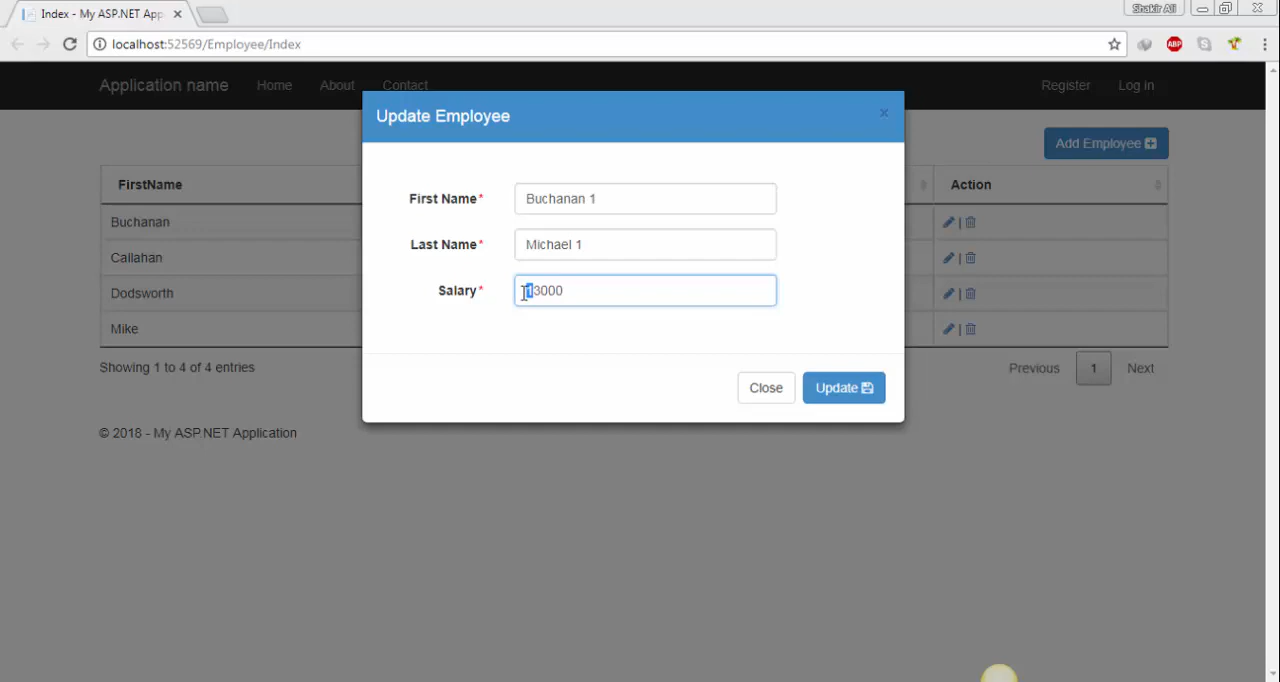 Index - My ASP.NET App
Shakir Ali
localhost:52569/Employee/Index
ABP
Application name Home About Contact Register Log in
Update Employee ×
Add Employee
FirstName Action
First Name* Buchanan 1
Buchanan |
Last Name* Michael 1
Callahan |
Salary* 13000
Dodsworth |
Mike |
Showing 1 to 4 of 4 entries Previous 1 Next
Close Update
© 2018 - My ASP.NET Application